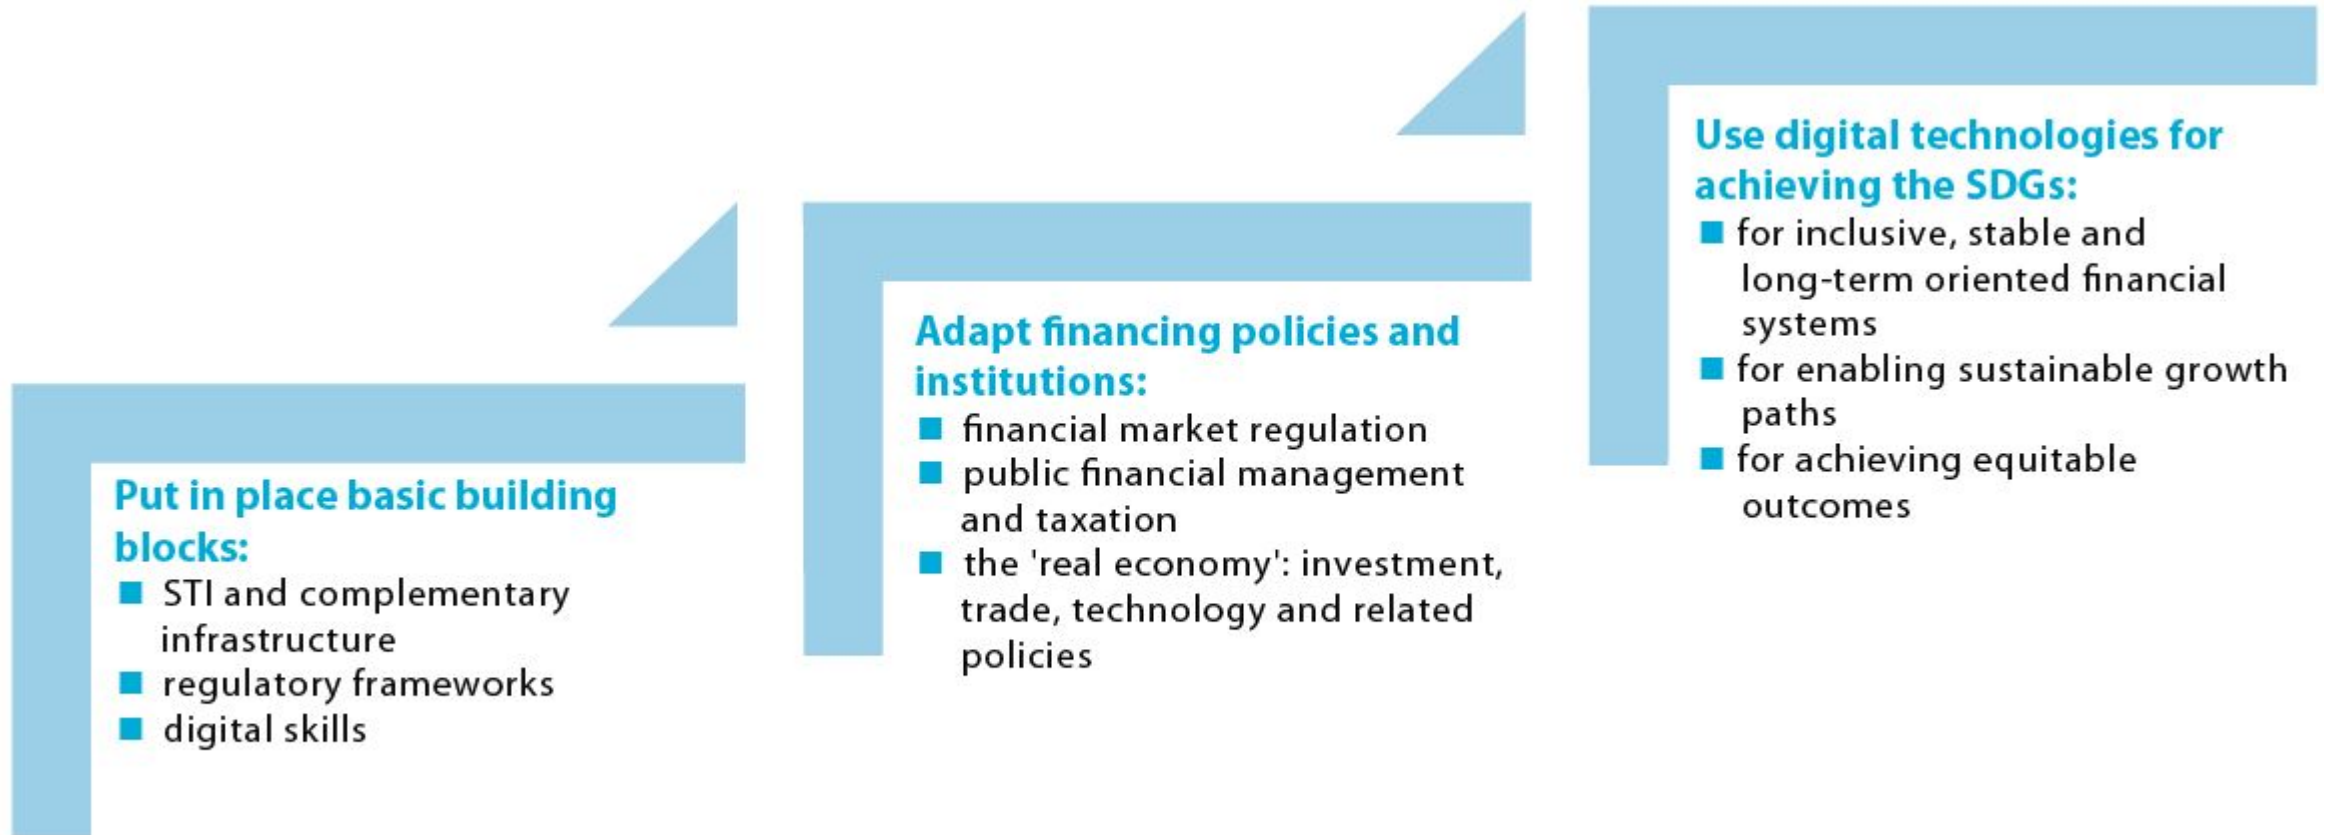 Put in place basic building
blocks:
■ STI and complementary
infrastructure
■ regulatory frameworks
■ digital skills
Adapt financing policies and
institutions:
■ financial market regulation
■ public financial management
and taxation
■ the 'real economy': investment,
trade, technology and related
policies
Use digital technologies for
achieving the SDGs:
■ for inclusive, stable and
long-term oriented financial
systems
■ for enabling sustainable growth
paths
■ for achieving equitable
outcomes